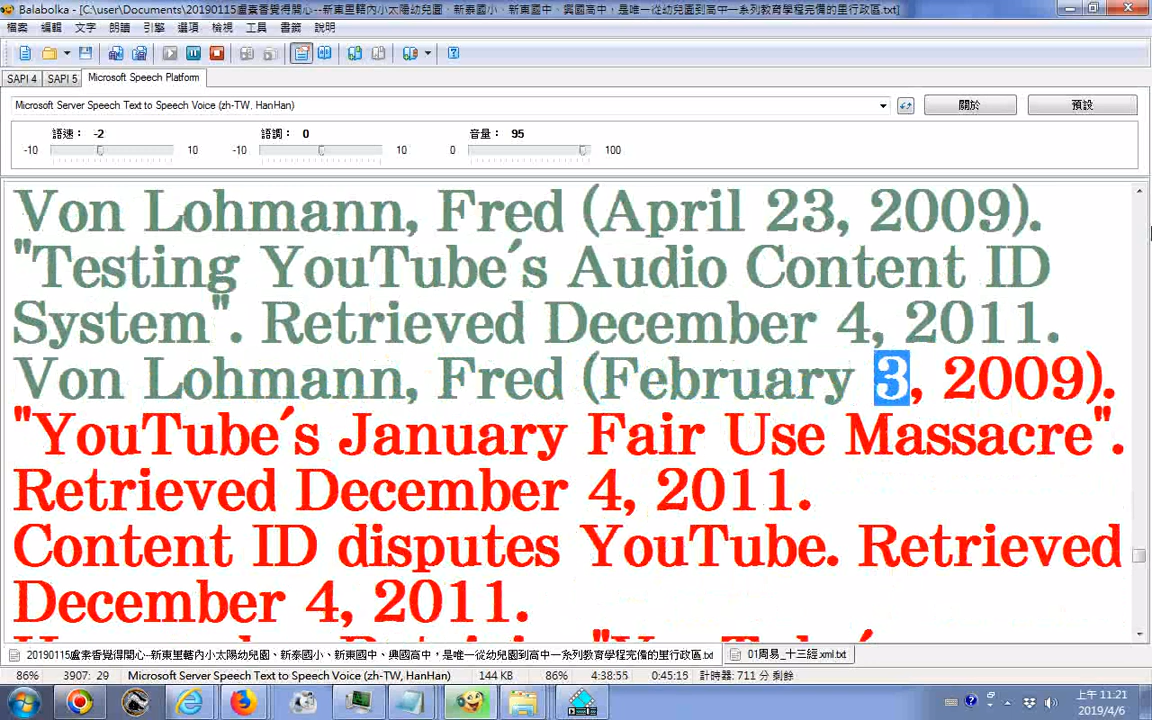 Balabolka - [C:\user\Documents\20190115盧素香覺得開心--新東里轄內小太陽幼兒園、新泰國小、新東國中、興國高中，是唯一從幼兒園到高中一系列教育學程完備的里行政區.txt]
檔案 編輯 文字 朗讀 引擎 選項 檢視 工具 書籤 說明
SAPI 4 SAPI 5 Microsoft Speech Platform
Microsoft Server Speech Text to Speech Voice (zh-TW, HanHan) 關於 預設
語速： -2 語調： 0 音量： 95
-10 10 -10 10 0 100
Von Lohmann, Fred (April 23, 2009).
"Testing YouTube´s Audio Content ID
System". Retrieved December 4, 2011.
Von Lohmann, Fred (February 3, 2009).
"YouTube´s January Fair Use Massacre".
Retrieved December 4, 2011.
Content ID disputes YouTube. Retrieved
December 4, 2011.
20190115盧素香覺得開心--新東里轄內小太陽幼兒園、新泰國小、新東國中、興國高中，是唯一從幼兒園到高中一系列教育學程完備的里行政區.txt 01周易_十三經.xml.txt
86% 3907: 29 Microsoft Server Speech Text to Speech Voice (zh-TW, HanHan) 144 KB 86% 4:38:55 0:45:15 計時器: 711 分 剩餘
上午 11:21
2019/4/6